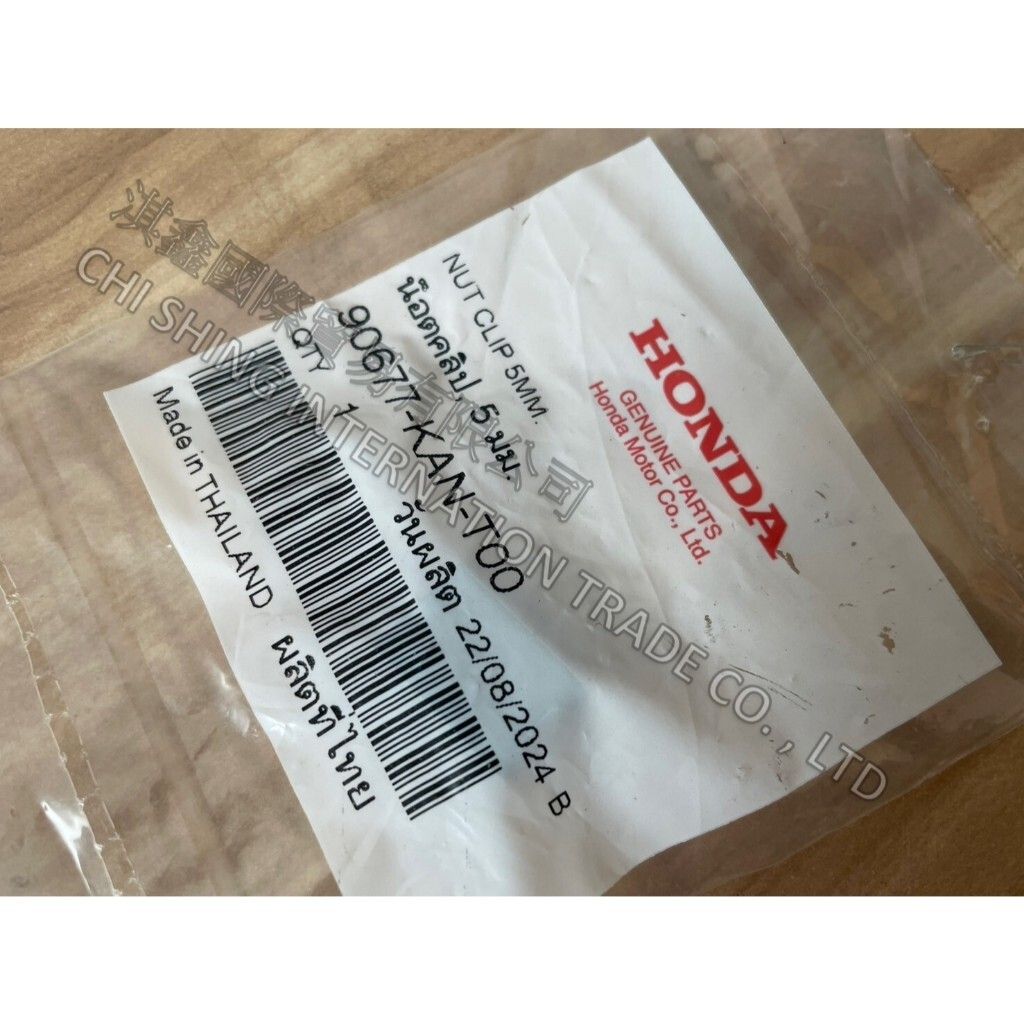 HONDA
GENUINE PARTS
Honda Motor Co., Ltd.
NUT CLIP 5MM.
น๊อตคลิป, 5 มม.
90677-KAN-T00
QTY 1 วันผลิต 22/08/2024 B
Made in THAILAND ผลิตที่ไทย
淇鑫國際貿易有限公司
CHI SHING INTERNATION TRADE CO., LTD